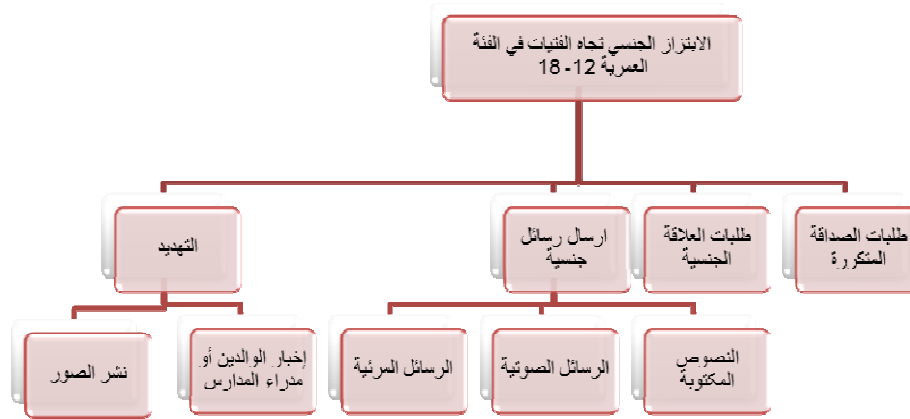 الابتزاز الجنسي تجاه الفتيات في الفئة
العمرية 12- 18
طلبات الصداقة
المتكررة
طلبات العلاقة
الجنسية
ارسال رسائل
جنسية
التهديد
النصوص
المكتوبة
الرسائل الصوتية
الرسائل المرئية
إخبار الوالدين أو
مدراء المدارس
نشر الصور